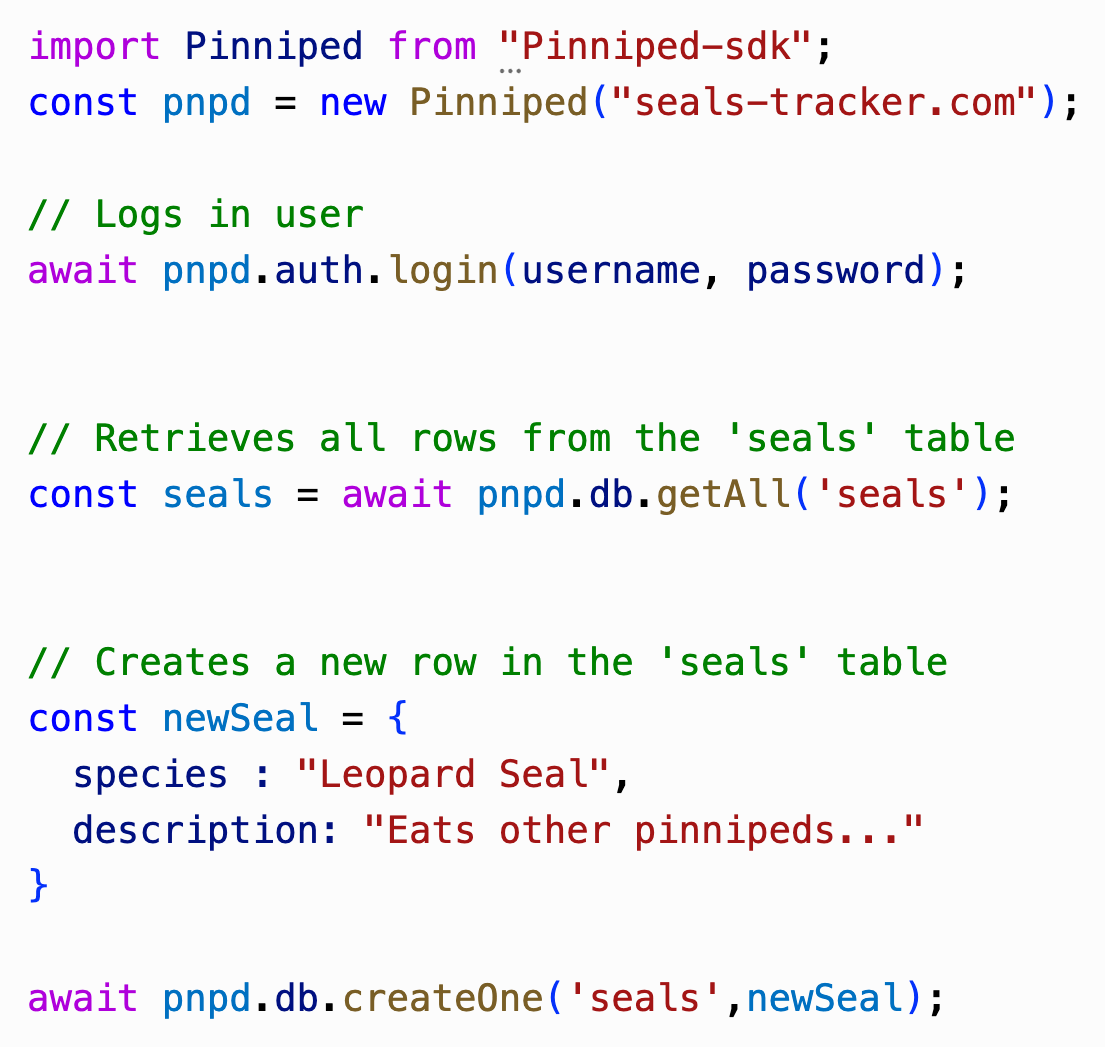 import Pinniped from "Pinniped-sdk";
const pnpd = new Pinniped("seals-tracker.com");
// Logs in user
await pnpd.auth.login(username, password);
// Retrieves all rows from the 'seals' table
const seals = await pnpd.db.getAll('seals');
// Creates a new row in the 'seals' table
const newSeal = {
  species : "Leopard Seal",
  description: "Eats other pinnipeds..."
}
await pnpd.db.createOne('seals',newSeal);